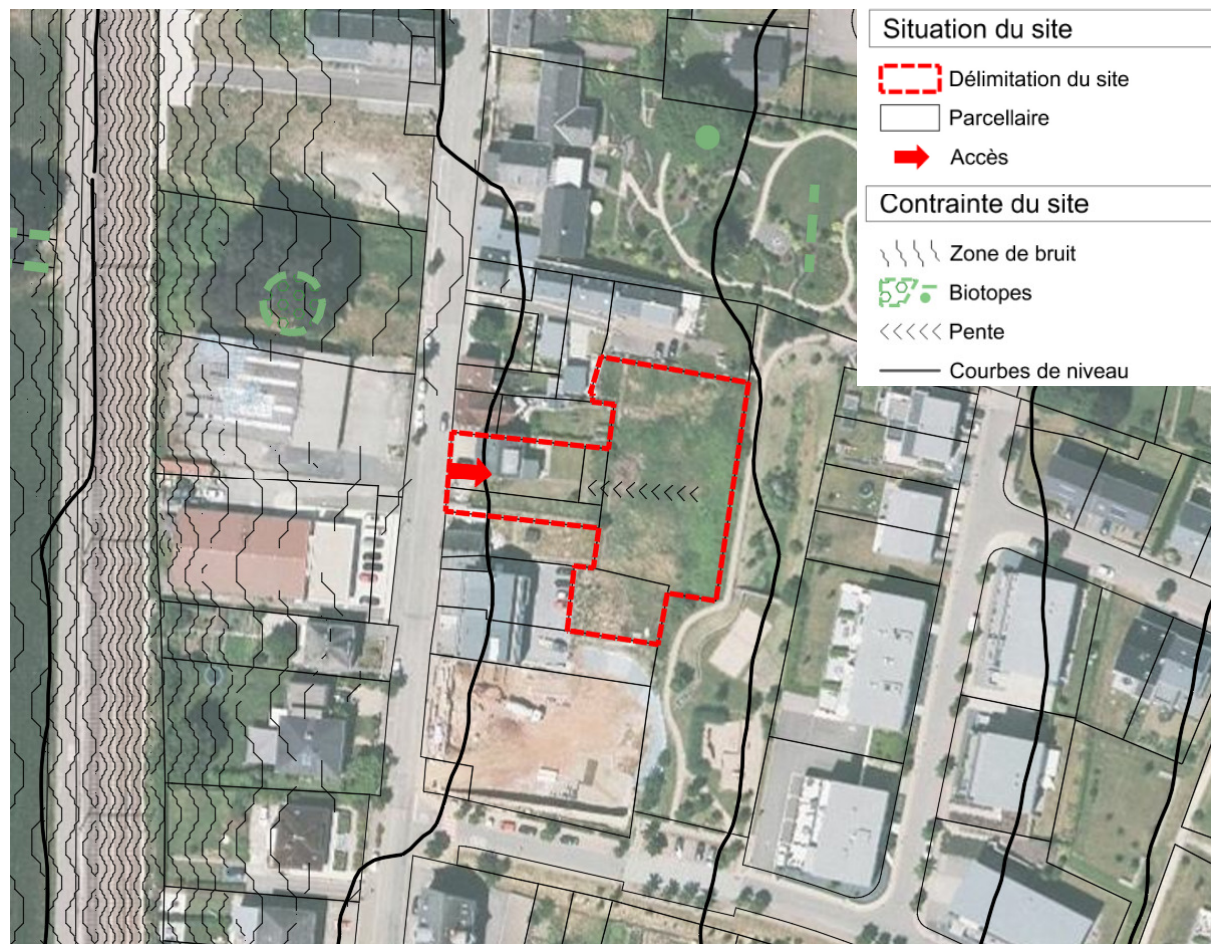 Situation du site
Délimitation du site
Parcellaire
Accès
Contrainte du site
Zone de bruit
Biotopes
Pente
Courbes de niveau